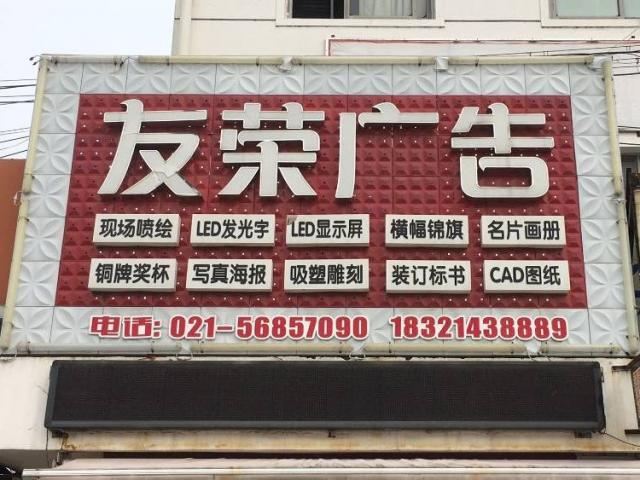 友荣广告
现场喷绘 LED发光字 LED显示屏 横幅锦旗 名片画册
铜牌奖杯 写真海报 吸塑雕刻 装订标书 CAD图纸
电话: 021-56857090 18321438889